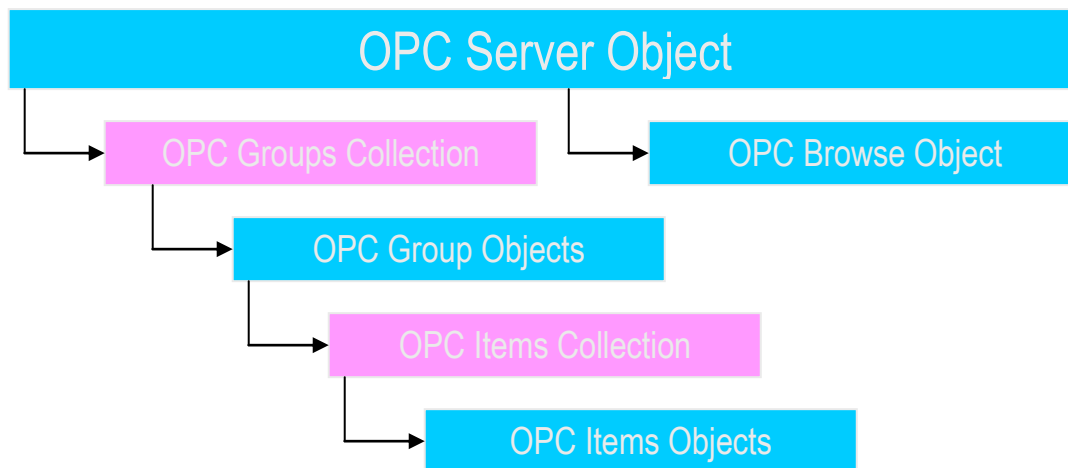 OPC Server Object
OPC Groups Collection
OPC Browse Object
OPC Group Objects
OPC Items Collection
OPC Items Objects